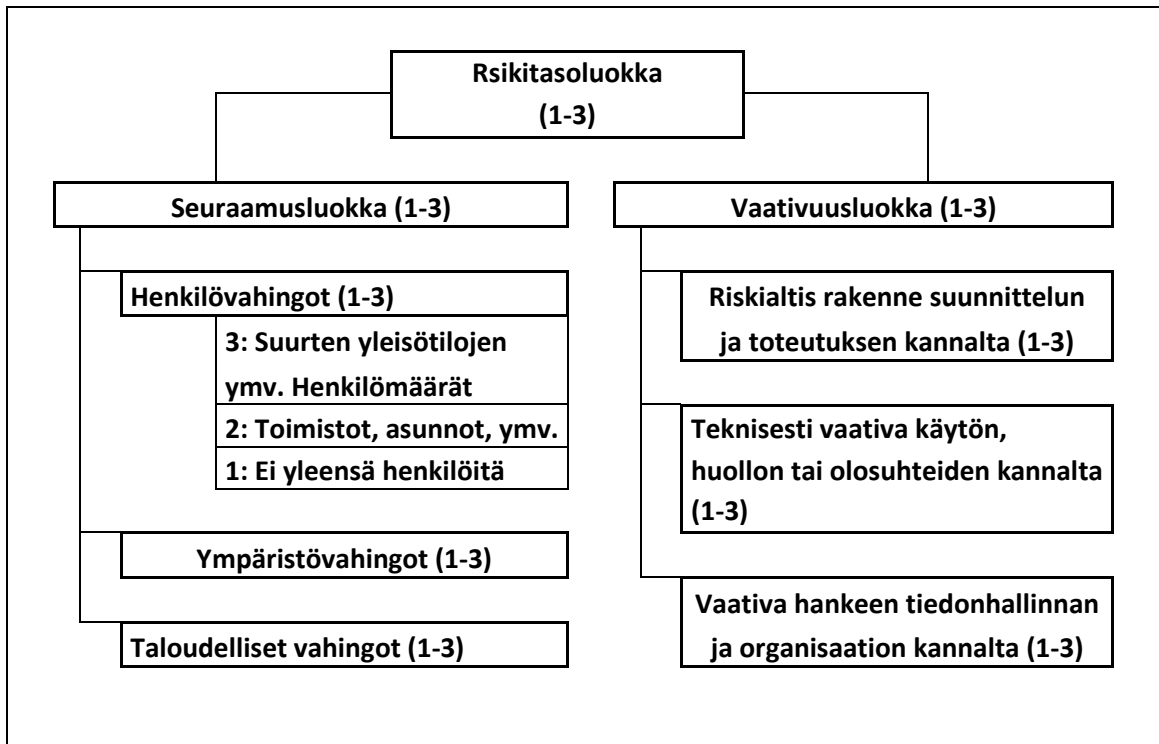 Rsikitasoluokka
(1-3)
Seuraamusluokka (1-3)
Henkilövahingot (1-3)
3: Suurten yleisötilojen
ymv. Henkilömäärät
2: Toimistot, asunnot, ymv.
1: Ei yleensä henkilöitä
Ympäristövahingot (1-3)
Taloudelliset vahingot (1-3)
Vaativuusluokka (1-3)
Riskialtis rakenne suunnittelun
ja toteutuksen kannalta (1-3)
Teknisesti vaativa käytön,
huollon tai olosuhteiden kannalta
(1-3)
Vaativa hankeen tiedonhallinnan
ja organisaation kannalta (1-3)